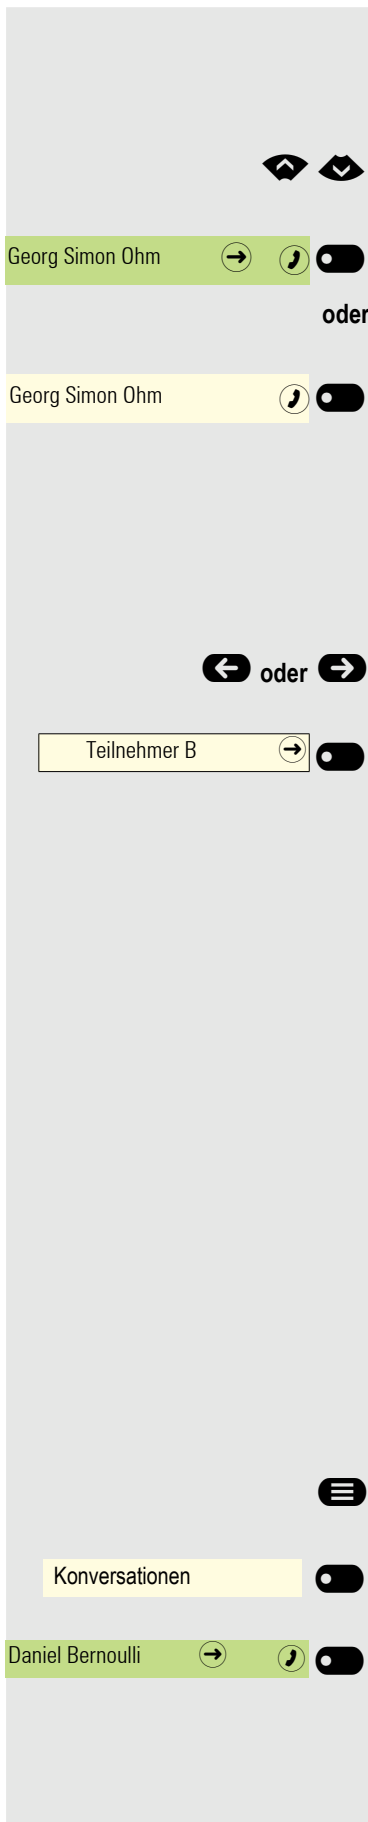 Georg Simon Ohm
oder
Georg Simon Ohm
oder
Teilnehmer B
Konversationen
Daniel Bernoulli